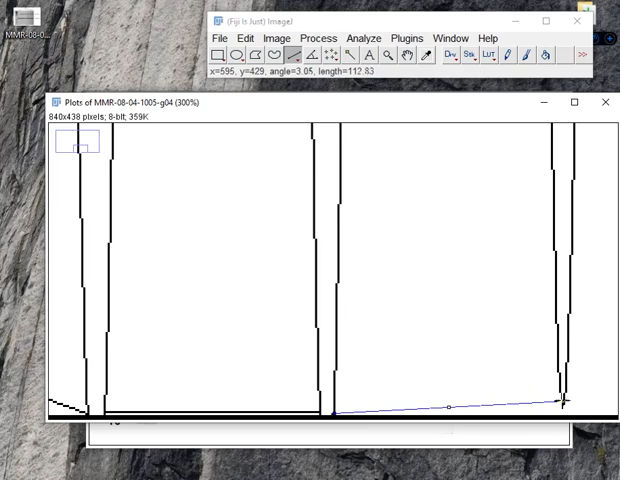 MMR-08-0...
(Fiji Is Just) ImageJ
File Edit Image Process Analyze Plugins Window Help
A Dev Stk LUT >>
x=595, y=429, angle=3.05, length=112.83
Plots of MMR-08-04-1005-g04 (300%)
840x438 pixels; 8-bit; 359K